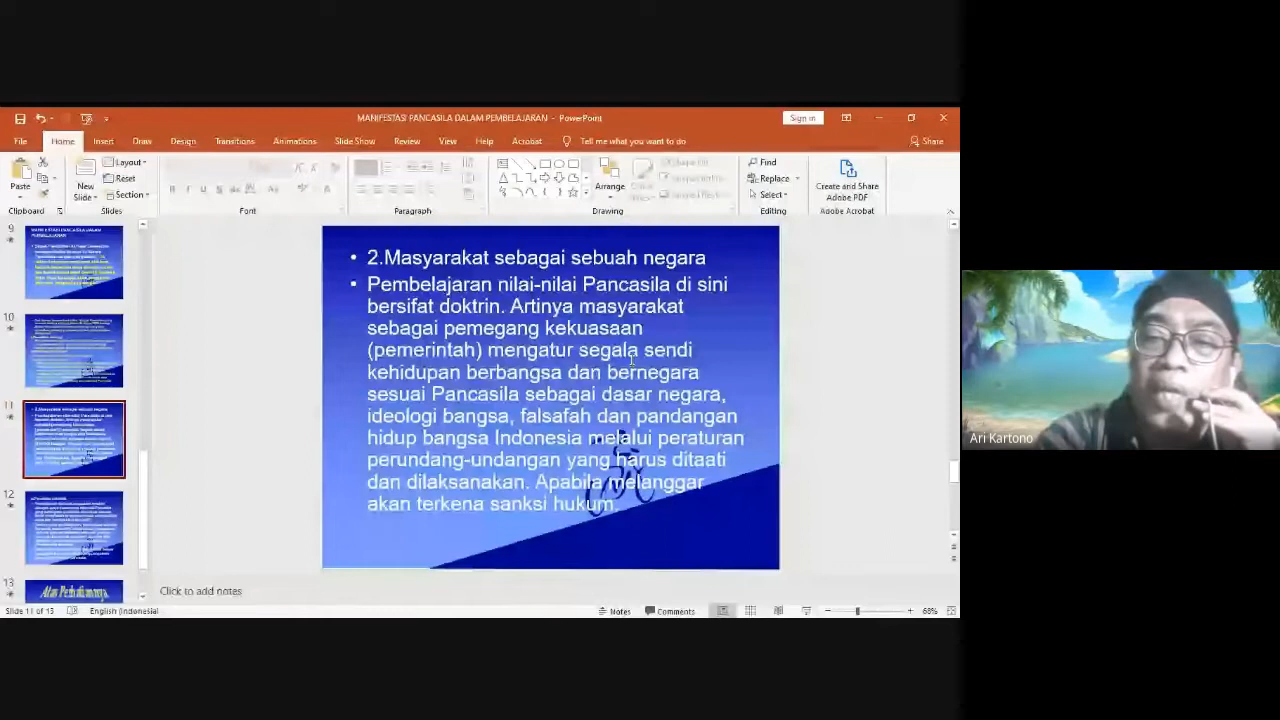 MANIFESTASI PANCASILA DALAM PEMBELAJARAN - PowerPoint
Sign in
File Home Insert Draw Design Transitions Animations Slide Show Review View Help Acrobat Tell me what you want to do Share
Paste
New Slide
Layout
Reset
Section
Arrange
Find
Replace
Select
Create and Share Adobe PDF
Clipboard Slides Font Paragraph Drawing Editing Adobe Acrobat
9
10
11
12
13
• 2.Masyarakat sebagai sebuah negara
• Pembelajaran nilai-nilai Pancasila di sini
bersifat doktrin. Artinya masyarakat
sebagai pemegang kekuasaan
(pemerintah) mengatur segala sendi
kehidupan berbangsa dan bernegara
sesuai Pancasila sebagai dasar negara,
ideologi bangsa, falsafah dan pandangan
hidup bangsa Indonesia melalui peraturan
perundang-undangan yang harus ditaati
dan dilaksanakan. Apabila melanggar
akan terkena sanksi hukum.
Ari Kartono
Click to add notes
Slide 11 of 13 English (Indonesia) Notes Comments 68%